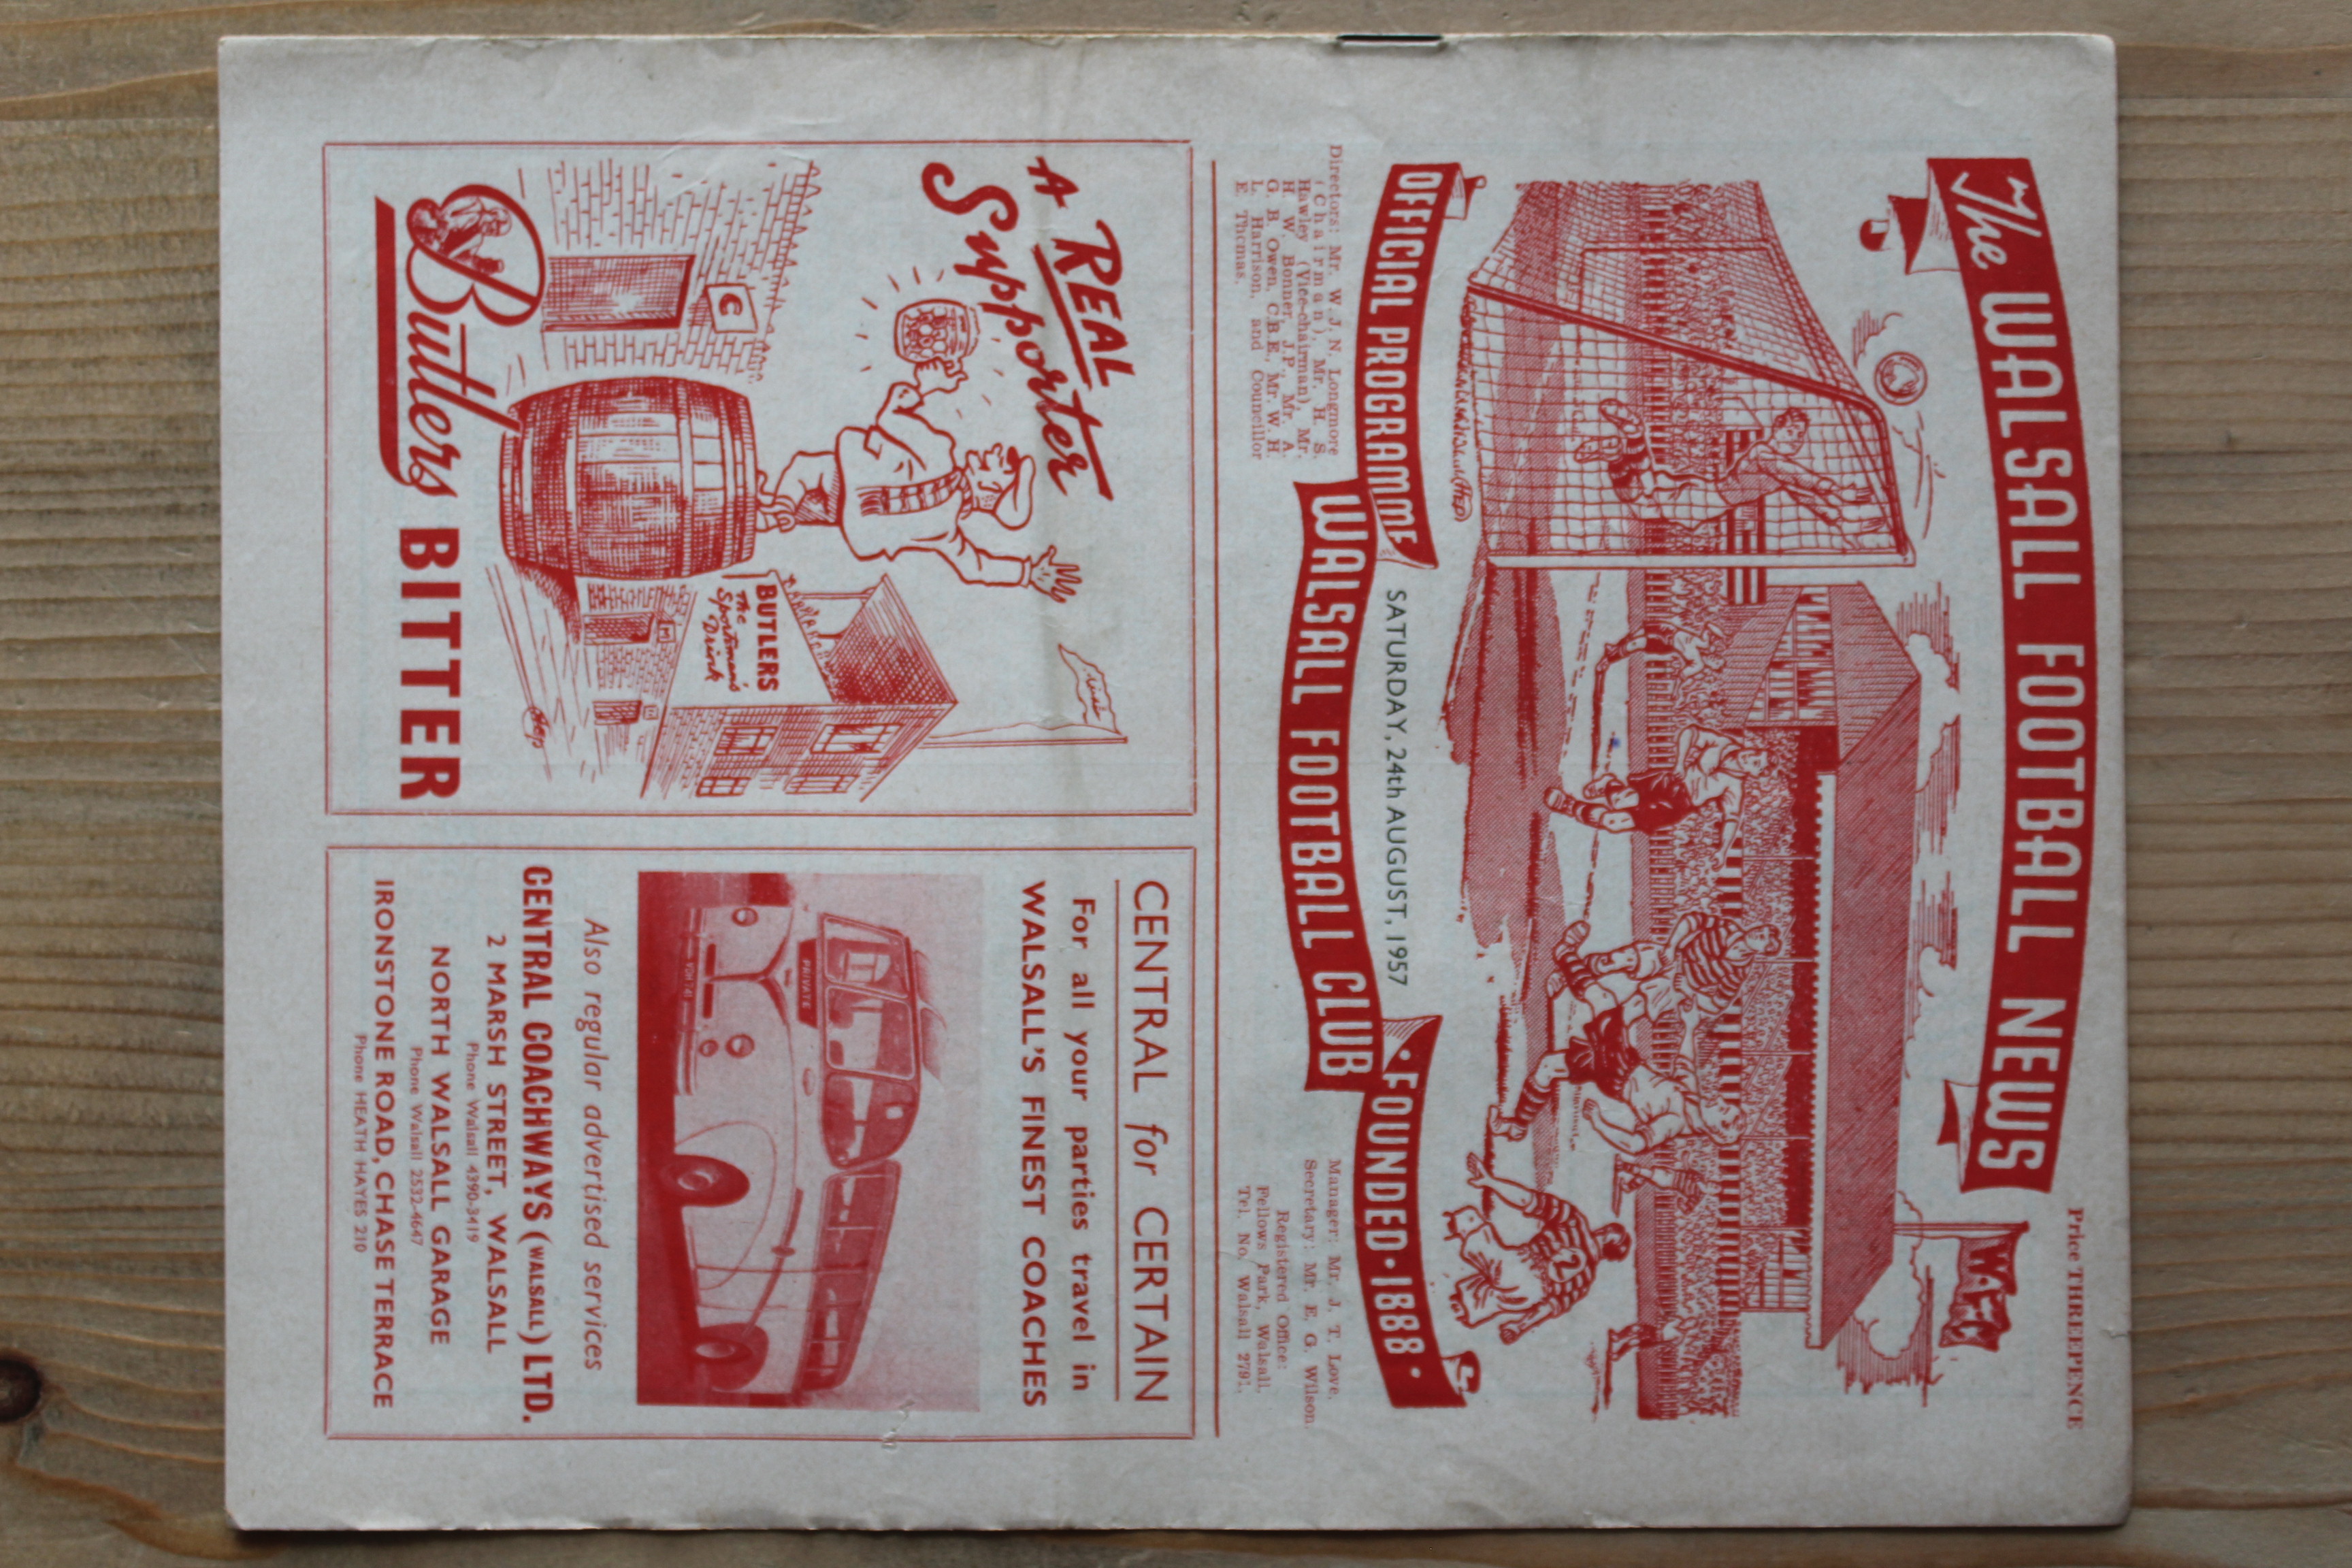 Price THREEPENCE
The WALSALL FOOTBALL NEWS
W.F.C
2
Hep
OFFICIAL PROGRAMME
SATURDAY, 24th AUGUST, 1957
• FOUNDED • 1888 •
WALSALL FOOTBALL CLUB
Directors: Mr. W. J. N. Longmore
(Chairman), Mr. H. S.
Hawley (Vice-chairman), Mr.
H. W. Bonner, J.P., Mr. A.
G. B. Owen, C.B.E., Mr. W. H.
L. Harrison, and Councillor
E. Thomas.
Manager: Mr. J. T. Love.
Secretary: Mr. E. G. Wilson.
Registered Office:
Fellows Park, Walsall.
Tel. No. Walsall 2791.
A REAL
Supporter
BUTLERS
The
Sportsman's
Drink
C
Hep
Butlers BITTER
CENTRAL for CERTAIN
For all your parties travel in
WALSALL'S FINEST COACHES
PRIVATE
Also regular advertised services
CENTRAL COACHWAYS (WALSALL) LTD.
2 MARSH STREET, WALSALL
Phone Walsall 4390-3419
NORTH WALSALL GARAGE
Phone Walsall 2532-4647
IRONSTONE ROAD, CHASE TERRACE
Phone HEATH HAYES 210